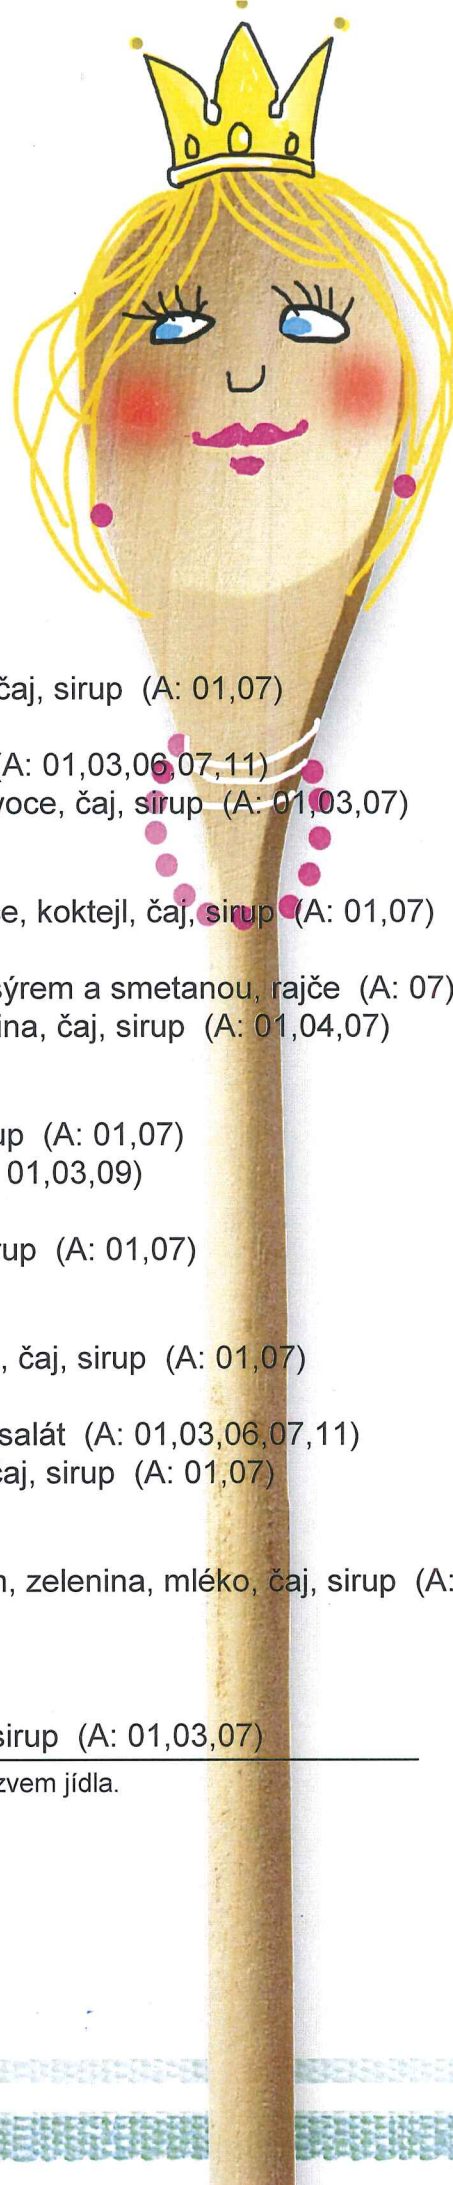 čaj, sirup (A: 01,07)
(A: 01,03,06,07,11)
voce, čaj, sirup (A: 01,03,07)
e, koktejl, čaj, sirup (A: 01,07)
sýrem a smetanou, rajče (A: 07)
ina, čaj, sirup (A: 01,04,07)
up (A: 01,07)
01,03,09)
rup (A: 01,07)
, čaj, sirup (A: 01,07)
salát (A: 01,03,06,07,11)
čaj, sirup (A: 01,07)
, zelenina, mléko, čaj, sirup (A:
sirup (A: 01,03,07)
zvem jídla.